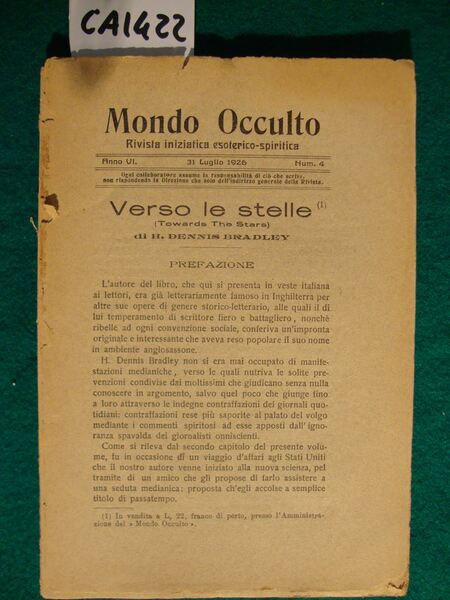 CA1422
Mondo Occulto
Rivista iniziatica esoterico-spiritica
Anno VI. 31 Luglio 1926 Num. 4
Ogni collaboratore assume la responsabilità di ciò che scrive,
non rispondendo la Direzione che solo dell'indirizzo generale della Rivista.
Verso le stelle (1)
(Towards The Stars)
di H. DENNIS BRADLEY
PREFAZIONE
L'autore del libro, che qui si presenta in veste italiana
ai lettori, era già letterariamente famoso in Inghilterra per
altre sue opere di genere storico-letterario, alle quali il di
lui temperamento di scrittore fiero e battagliero, nonchè
ribelle ad ogni convenzione sociale, conferiva un'impronta
originale e interessante che aveva reso popolare il suo nome
in ambiente anglosassone.
H. Dennis Bradley non si era mai occupato di manife-
stazioni medianiche, verso le quali nutriva le solite pre-
venzioni condivise dai moltissimi che giudicano senza nulla
conoscere in argomento, salvo quel poco che giunge fino
a loro attraverso le indegne contraffazioni dei giornali quo-
tidiani: contraffazioni rese più saporite al palato del volgo
mediante i commenti spiritosi ad esse apposti dall'igno-
ranza spavalda dei giornalisti onniscienti.
Come si rileva dal secondo capitolo del presente volu-
me, fu in occasione di un viaggio d'affari agli Stati Uniti
che il nostro autore venne iniziato alla nuova scienza, pel
tramite di un amico che gli propose di farlo assistere a
una seduta medianica: proposta ch'egli accolse a semplice
titolo di passatempo.
(1) In vendita a L, 22, franco di porto, presso l'Amministra-
zione del « Mondo Occulto ».